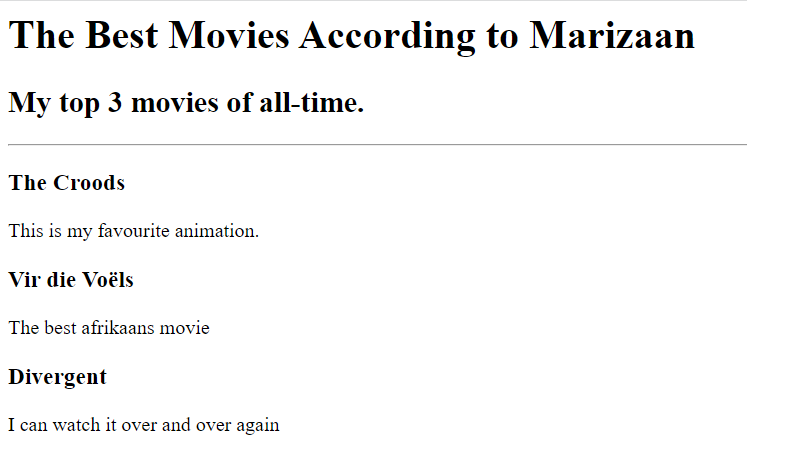 The Best Movies According to Marizaan
My top 3 movies of all-time.
The Croods
This is my favourite animation.
Vir die Voëls
The best afrikaans movie
Divergent
I can watch it over and over again